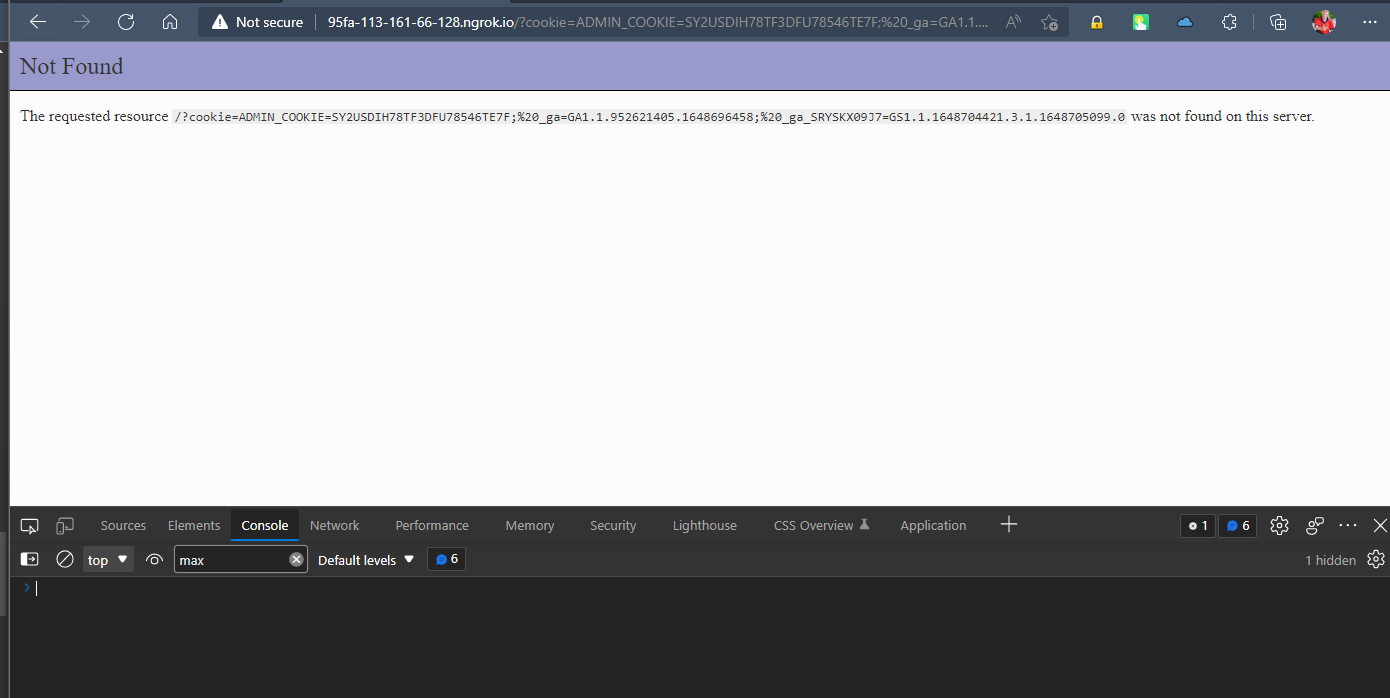 Not secure 95fa-113-161-66-128.ngrok.io/?cookie=ADMIN_COOKIE=SY2USDIH78TF3DFU78546TE7F;%20_ga=GA1.1....
Not Found
The requested resource /?cookie=ADMIN_COOKIE=SY2USDIH78TF3DFU78546TE7F;%20_ga=GA1.1.952621405.1648696458;%20_ga_SRYSKX09J7=GS1.1.1648704421.3.1.1648705099.0 was not found on this server.
Sources Elements Console Network Performance Memory Security Lighthouse CSS Overview Application 1 6
top max Default levels 6 1 hidden